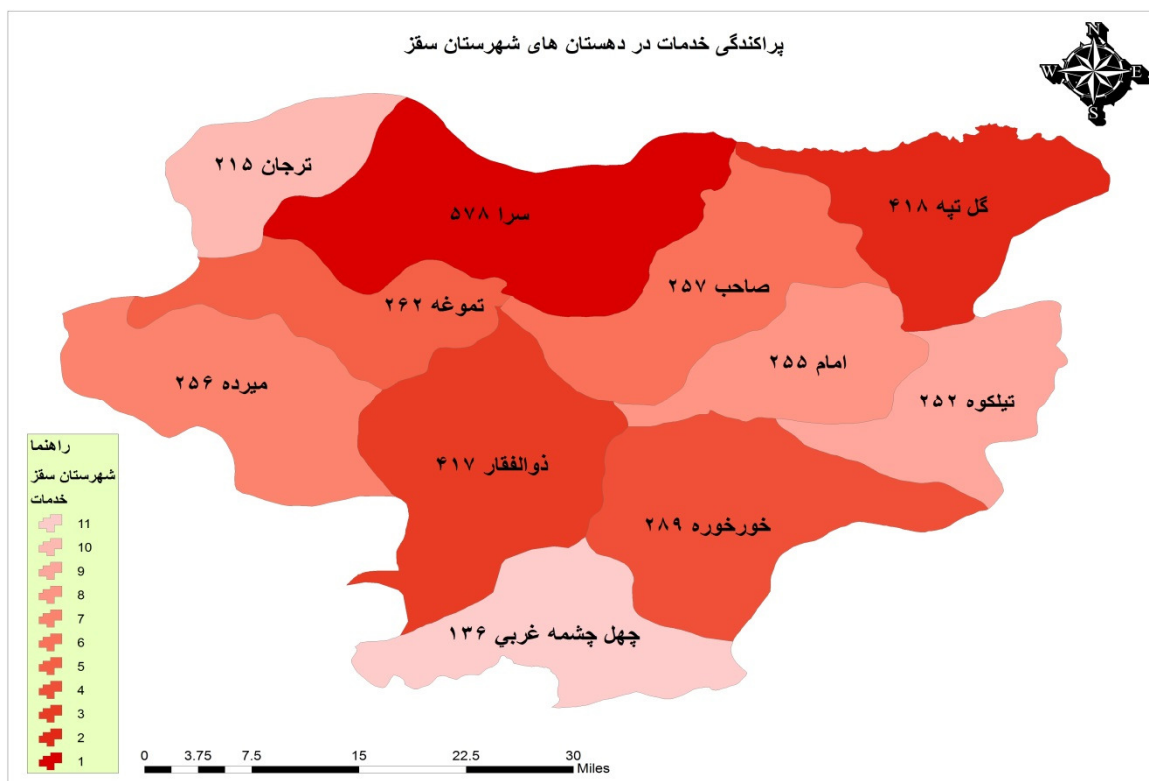 پراکندگی خدمات در دهستان های شهرستان سقز
N
W E
S
ترجان ۲۱۵
سرا ۵۷۸
گل تپه ۴۱۸
صاحب ۲۵۷
تموغه ۲۶۲
امام ۲۵۵
میرده ۲۵۶
تیلکوه ۲۵۲
ذوالفقار ۴۱۷
خورخوره ۲۸۹
چهل چشمه غربي ۱۳۶
راهنما
شهرستان سقز
خدمات
11
10
9
8
7
6
5
4
3
2
1
0 3.75 7.5 15 22.5 30
Miles